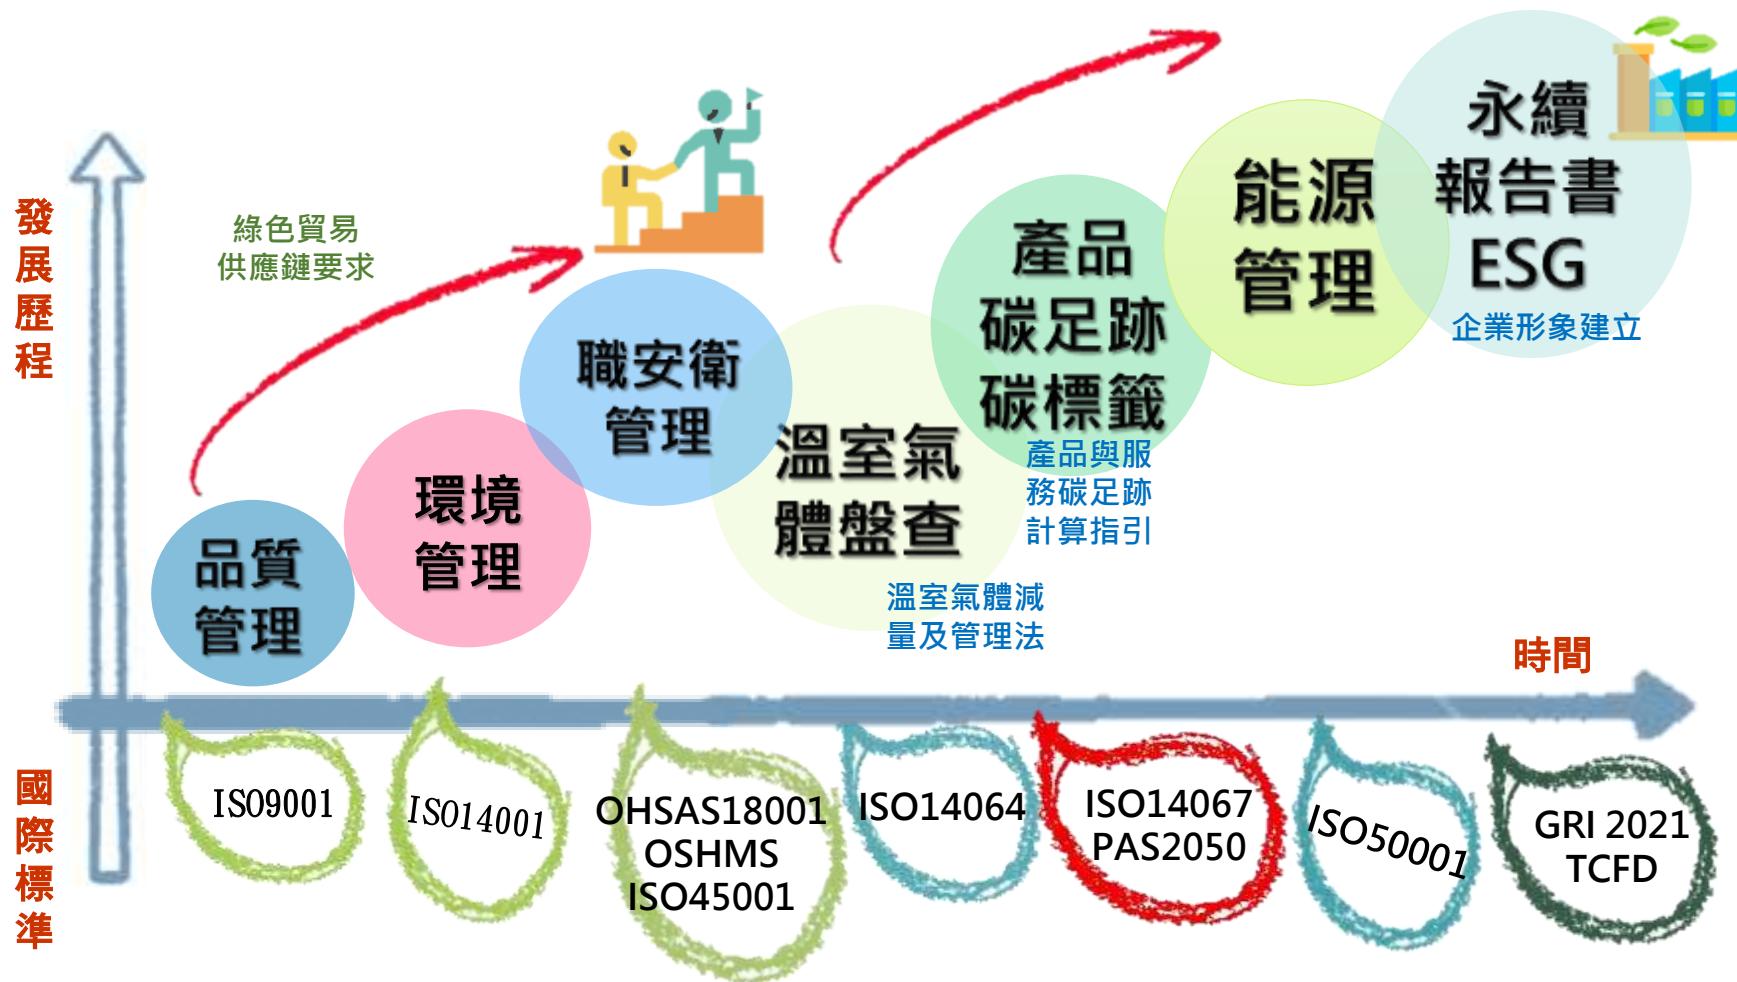 發展歷程
綠色貿易
供應鏈要求
品質
管理
環境
管理
職安衛
管理
溫室氣
體盤查
溫室氣體減
量及管理法
產品
碳足跡
碳標籤
產品與服
務碳足跡
計算指引
能源
管理
永續
報告書
ESG
企業形象建立
時間
國際標準
ISO9001
ISO14001
OHSAS18001
OSHMS
ISO45001
ISO14064
ISO14067
PAS2050
ISO50001
GRI 2021
TCFD